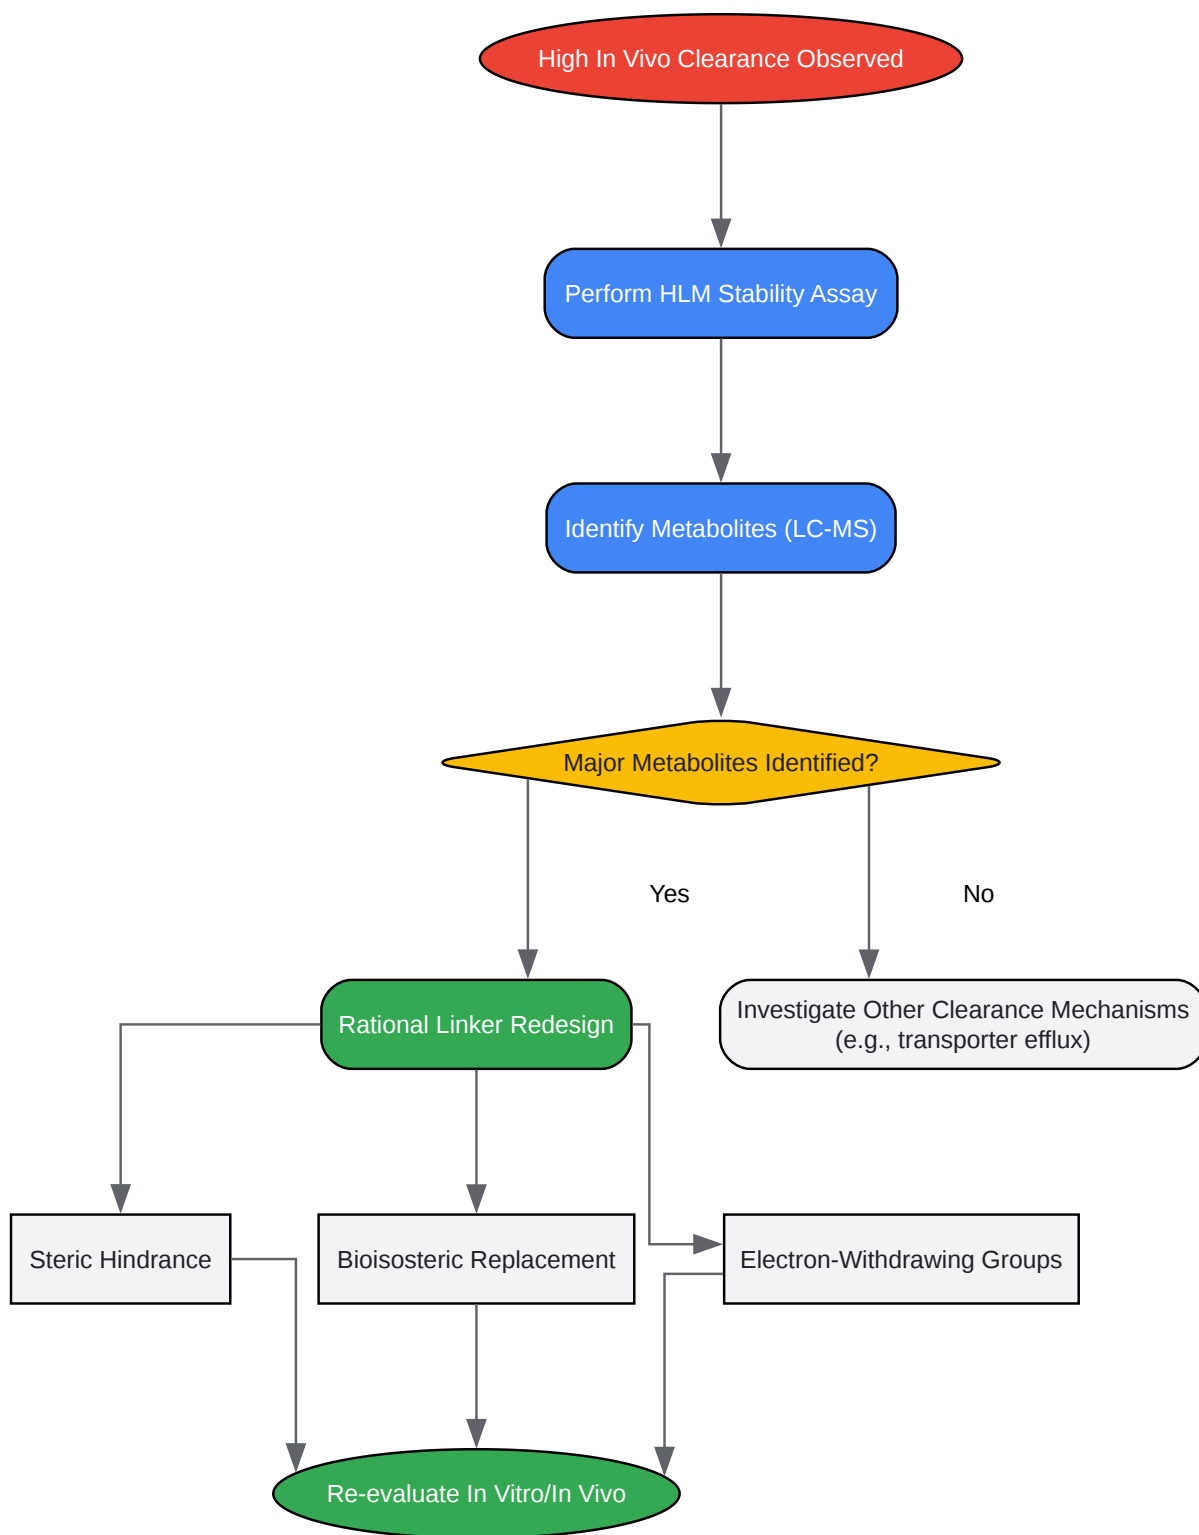 High In Vivo Clearance Observed
Perform HLM Stability Assay
Identify Metabolites (LC-MS)
Major Metabolites Identified?
Yes
No
Rational Linker Redesign
Investigate Other Clearance Mechanisms
(e.g., transporter efflux)
Steric Hindrance
Bioisosteric Replacement
Electron-Withdrawing Groups
Re-evaluate In Vitro/In Vivo